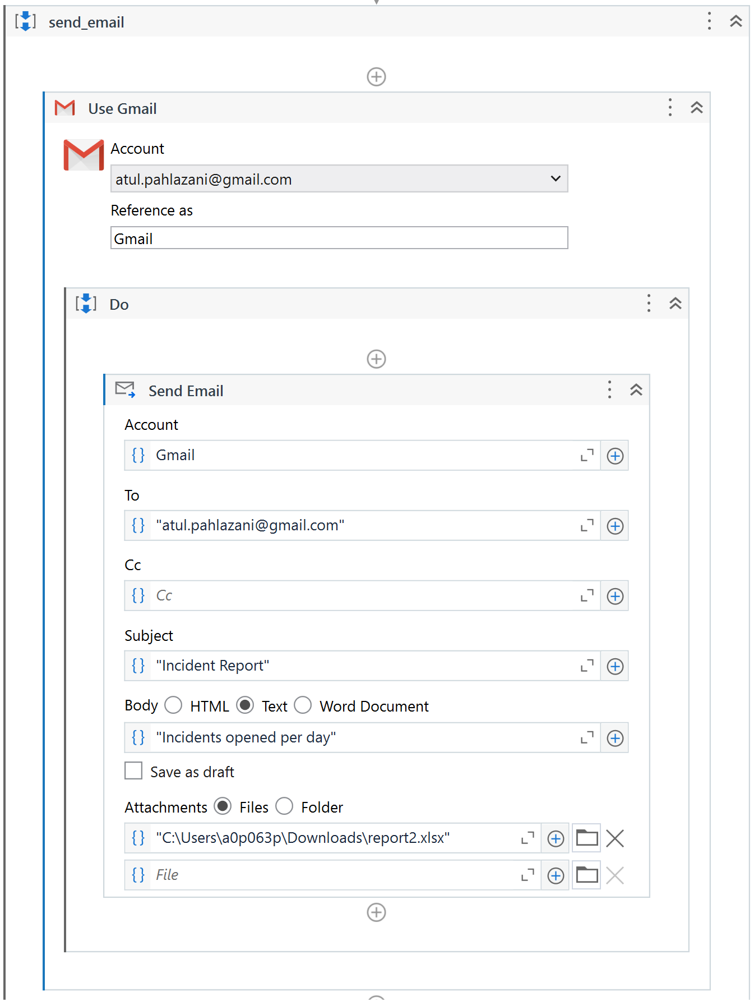 send_email
Use Gmail
Account
atul.pahlazani@gmail.com
Reference as
Gmail
Do
Send Email
Account
{} Gmail
To
{} "atul.pahlazani@gmail.com"
Cc
{} Cc
Subject
{} "Incident Report"
Body HTML Text Word Document
{} "Incidents opened per day"
Save as draft
Attachments Files Folder
{} "C:\Users\a0p063p\Downloads\report2.xlsx"
{} File